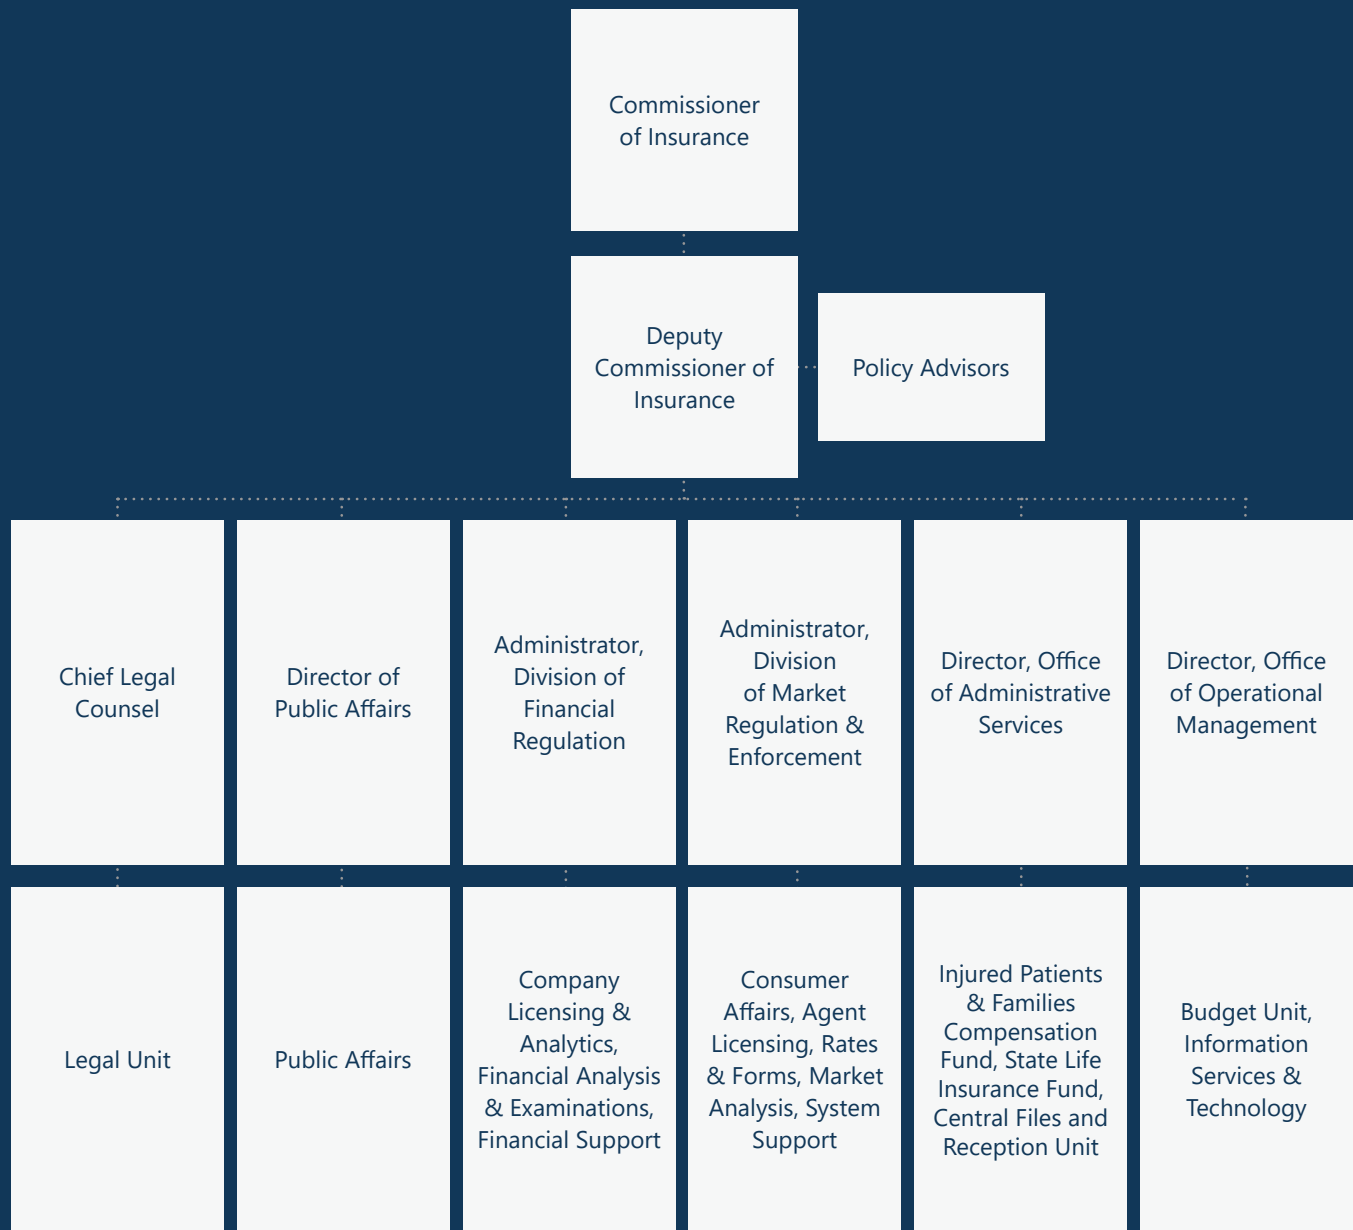 Commissioner
of Insurance
Deputy
Commissioner of
Insurance
Policy Advisors
Chief Legal
Counsel
Director of
Public Affairs
Administrator,
Division of
Financial
Regulation
Administrator,
Division
of Market
Regulation &
Enforcement
Director, Office
of Administrative
Services
Director, Office
of Operational
Management
Legal Unit
Public Affairs
Company
Licensing &
Analytics,
Financial Analysis
& Examinations,
Financial Support
Consumer
Affairs, Agent
Licensing, Rates
& Forms, Market
Analysis, System
Support
Injured Patients
& Families
Compensation
Fund, State Life
Insurance Fund,
Central Files and
Reception Unit
Budget Unit,
Information
Services &
Technology